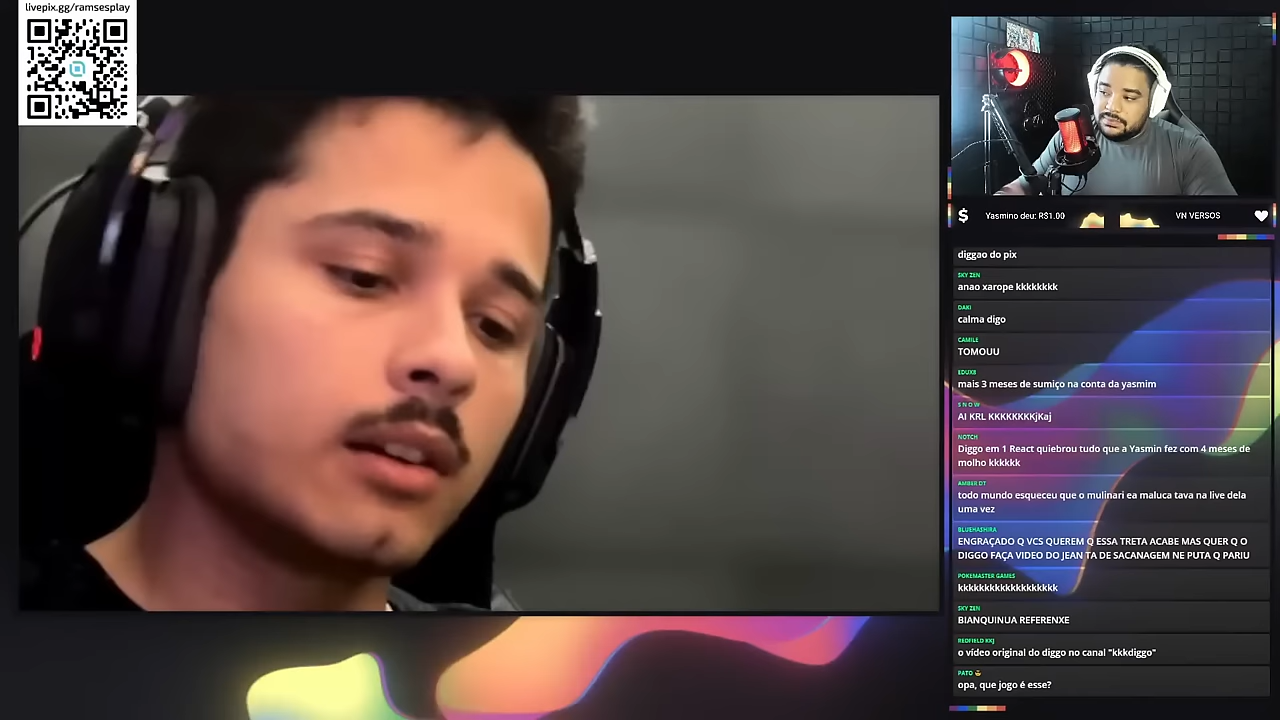 livepix.gg/ramsesplay
$ Yasmino deu: R$1.00
VN VERSOS
diggao do pix
SKY ZEN
anao xarope kkkkkkkk
DAKI
calma digo
CAMILE
TOMOUU
EDUXB
mais 3 meses de sumiço na conta da yasmim
S N O W
AI KRL KKKKKKKKjKaj
NOTCH
Diggo em 1 React quiebrou tudo que a Yasmin fez com 4 meses de
molho kkkkkk
AMBER DT
todo mundo esqueceu que o mulinari ea maluca tava na live dela
uma vez
BLUEHASHIRA
ENGRAÇADO Q VCS QUEREM Q ESSA TRETA ACABE MAS QUER Q O
DIGGO FAÇA VIDEO DO JEAN TA DE SACANAGEM NE PUTA Q PARIU
POKEMASTER GAMES
kkkkkkkkkkkkkkkkkkk
SKY ZEN
BIANQUINUA REFERENXE
REDFIELD KKJ
o vídeo original do diggo no canal "kkkdiggo"
PATO
opa, que jogo é esse?